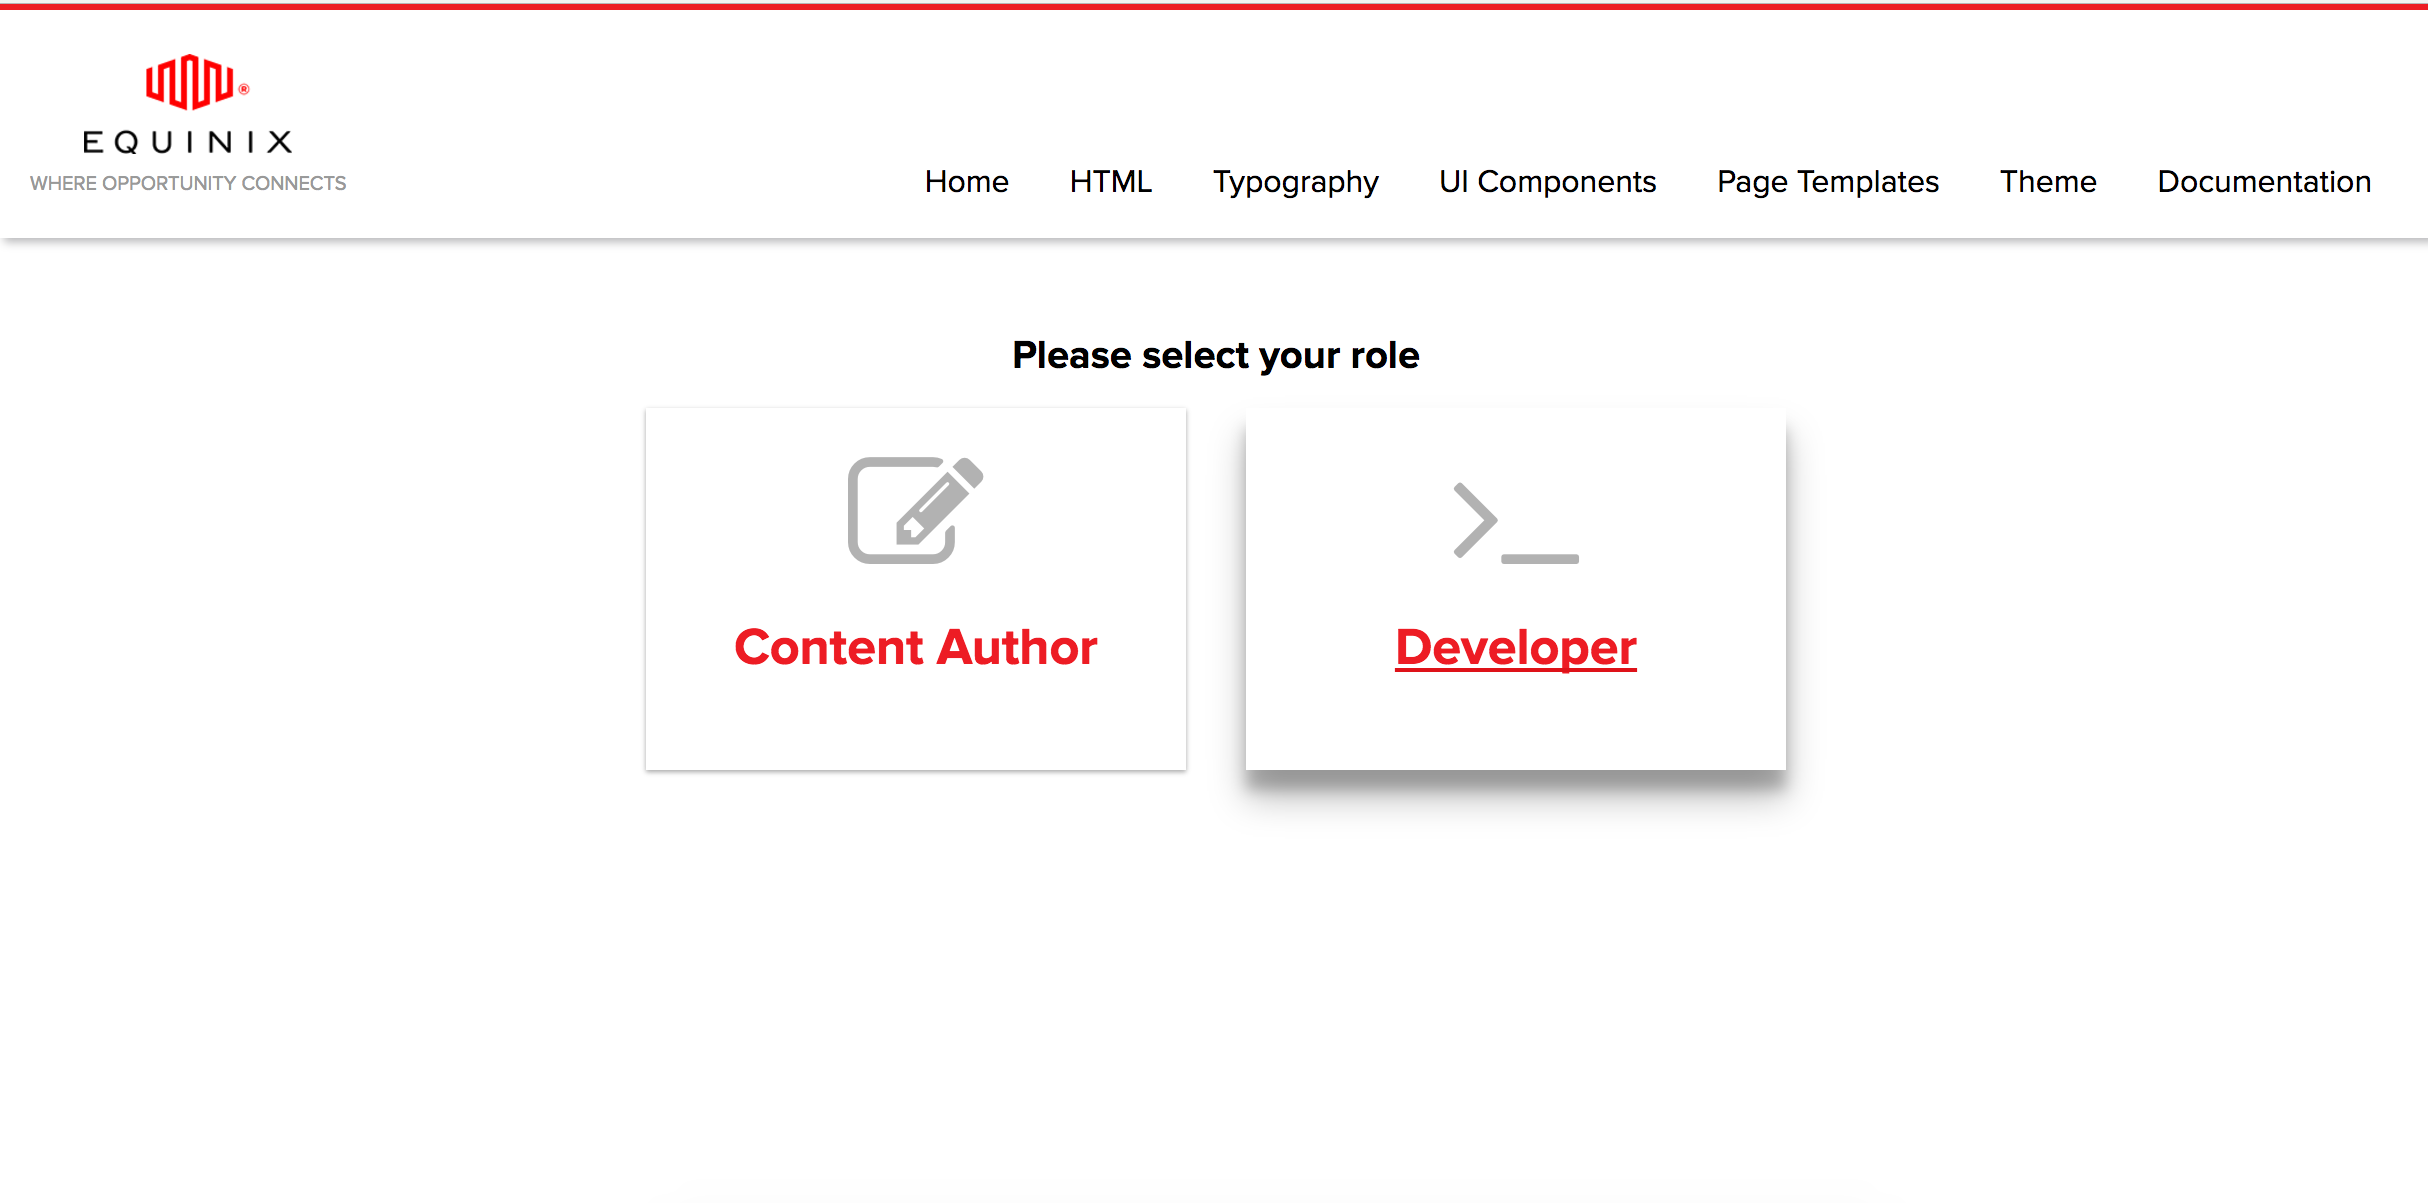 ®
EQUINIX
WHERE OPPORTUNITY CONNECTS
Home HTML Typography UI Components Page Templates Theme Documentation
Please select your role
Content Author
Developer